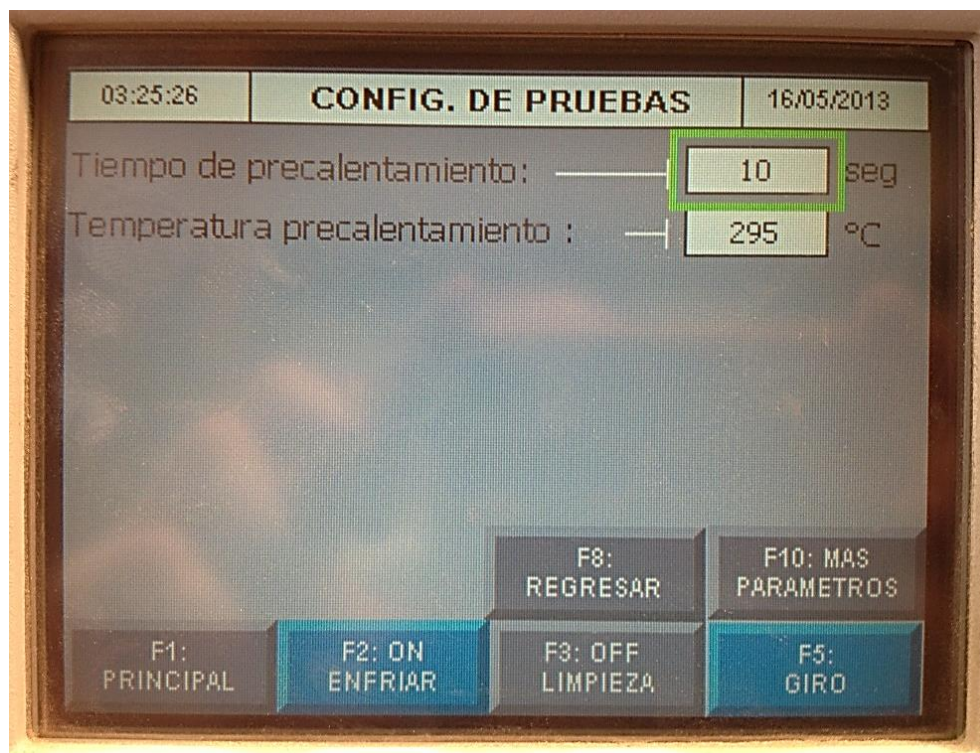 03:25:26 CONFIG. DE PRUEBAS 16/05/2013
Tiempo de precalentamiento: 10 seg
Temperatura precalentamiento : 295 °C
F8:
REGRESAR
F10: MAS
PARAMETROS
F1:
PRINCIPAL
F2: ON
ENFRIAR
F3: OFF
LIMPIEZA
F5:
GIRO